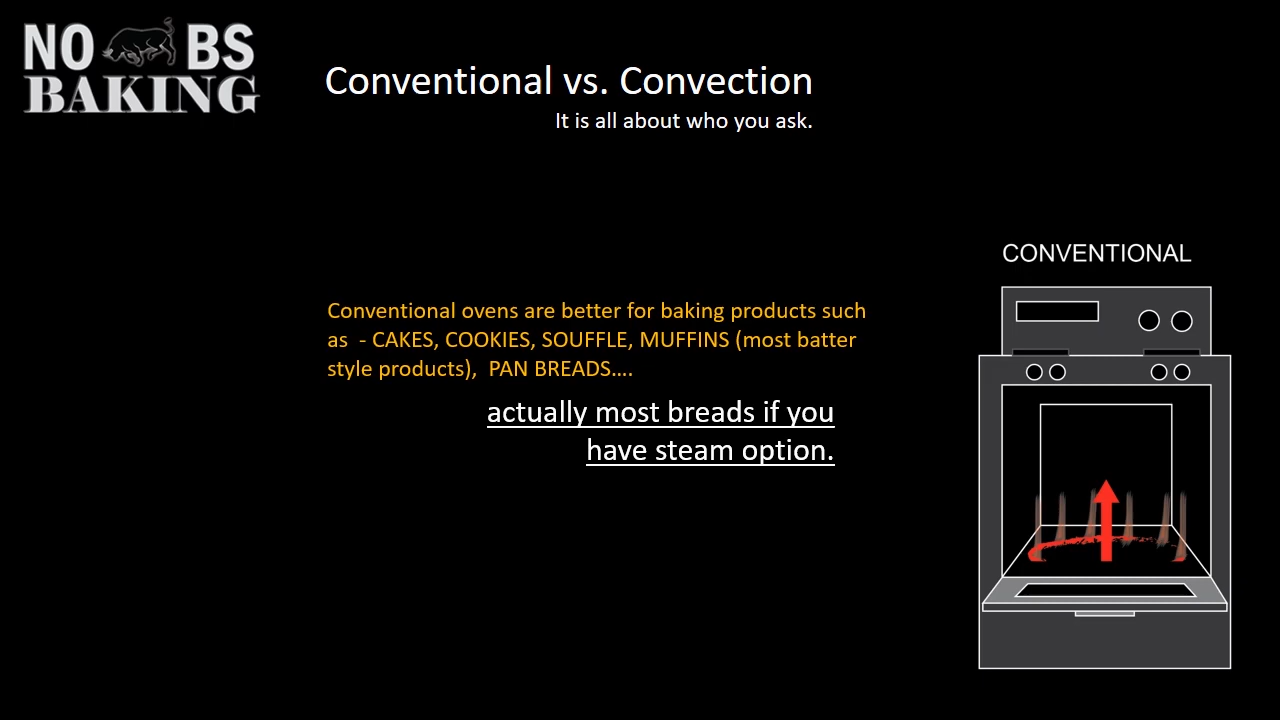 NO BS
BAKING
Conventional vs. Convection
It is all about who you ask.
CONVENTIONAL
Conventional ovens are better for baking products such
as  - CAKES, COOKIES, SOUFFLE, MUFFINS (most batter
style products),  PAN BREADS....
actually most breads if you
have steam option.